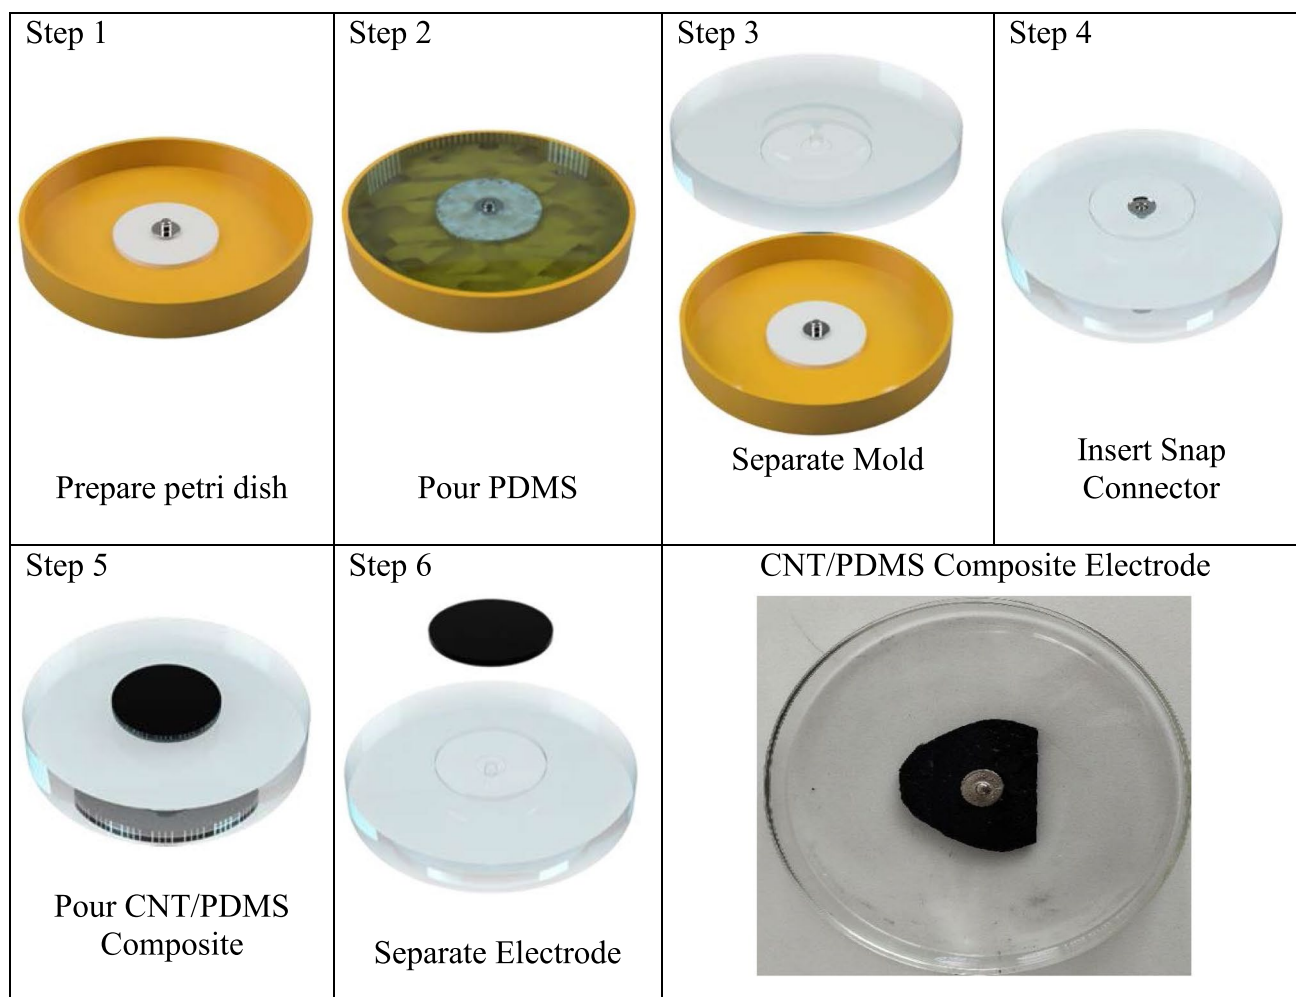 Step 1
Prepare petri dish
Step 2
Pour PDMS
Step 3
Separate Mold
Step 4
Insert Snap
Connector
Step 5
Pour CNT/PDMS
Composite
Step 6
Separate Electrode
CNT/PDMS Composite Electrode